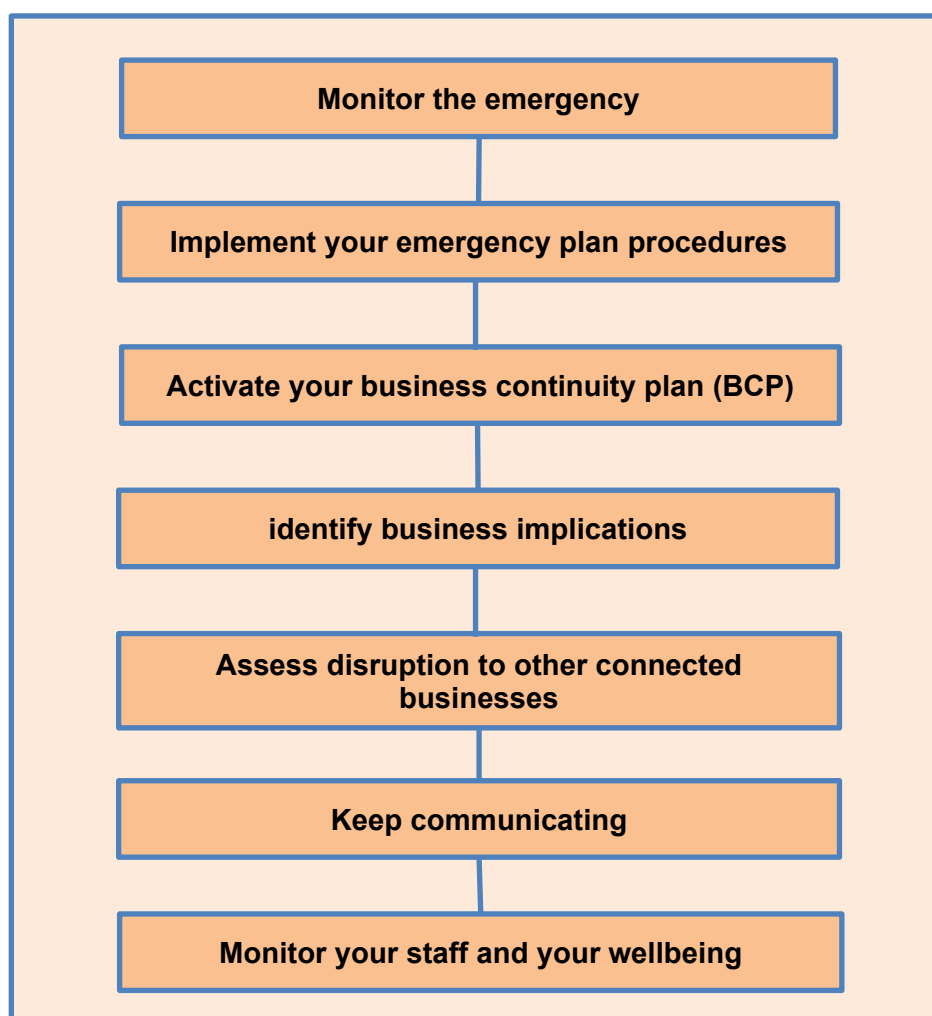 Monitor the emergency
Implement your emergency plan procedures
Activate your business continuity plan (BCP)
identify business implications
Assess disruption to other connected
businesses
Keep communicating
Monitor your staff and your wellbeing